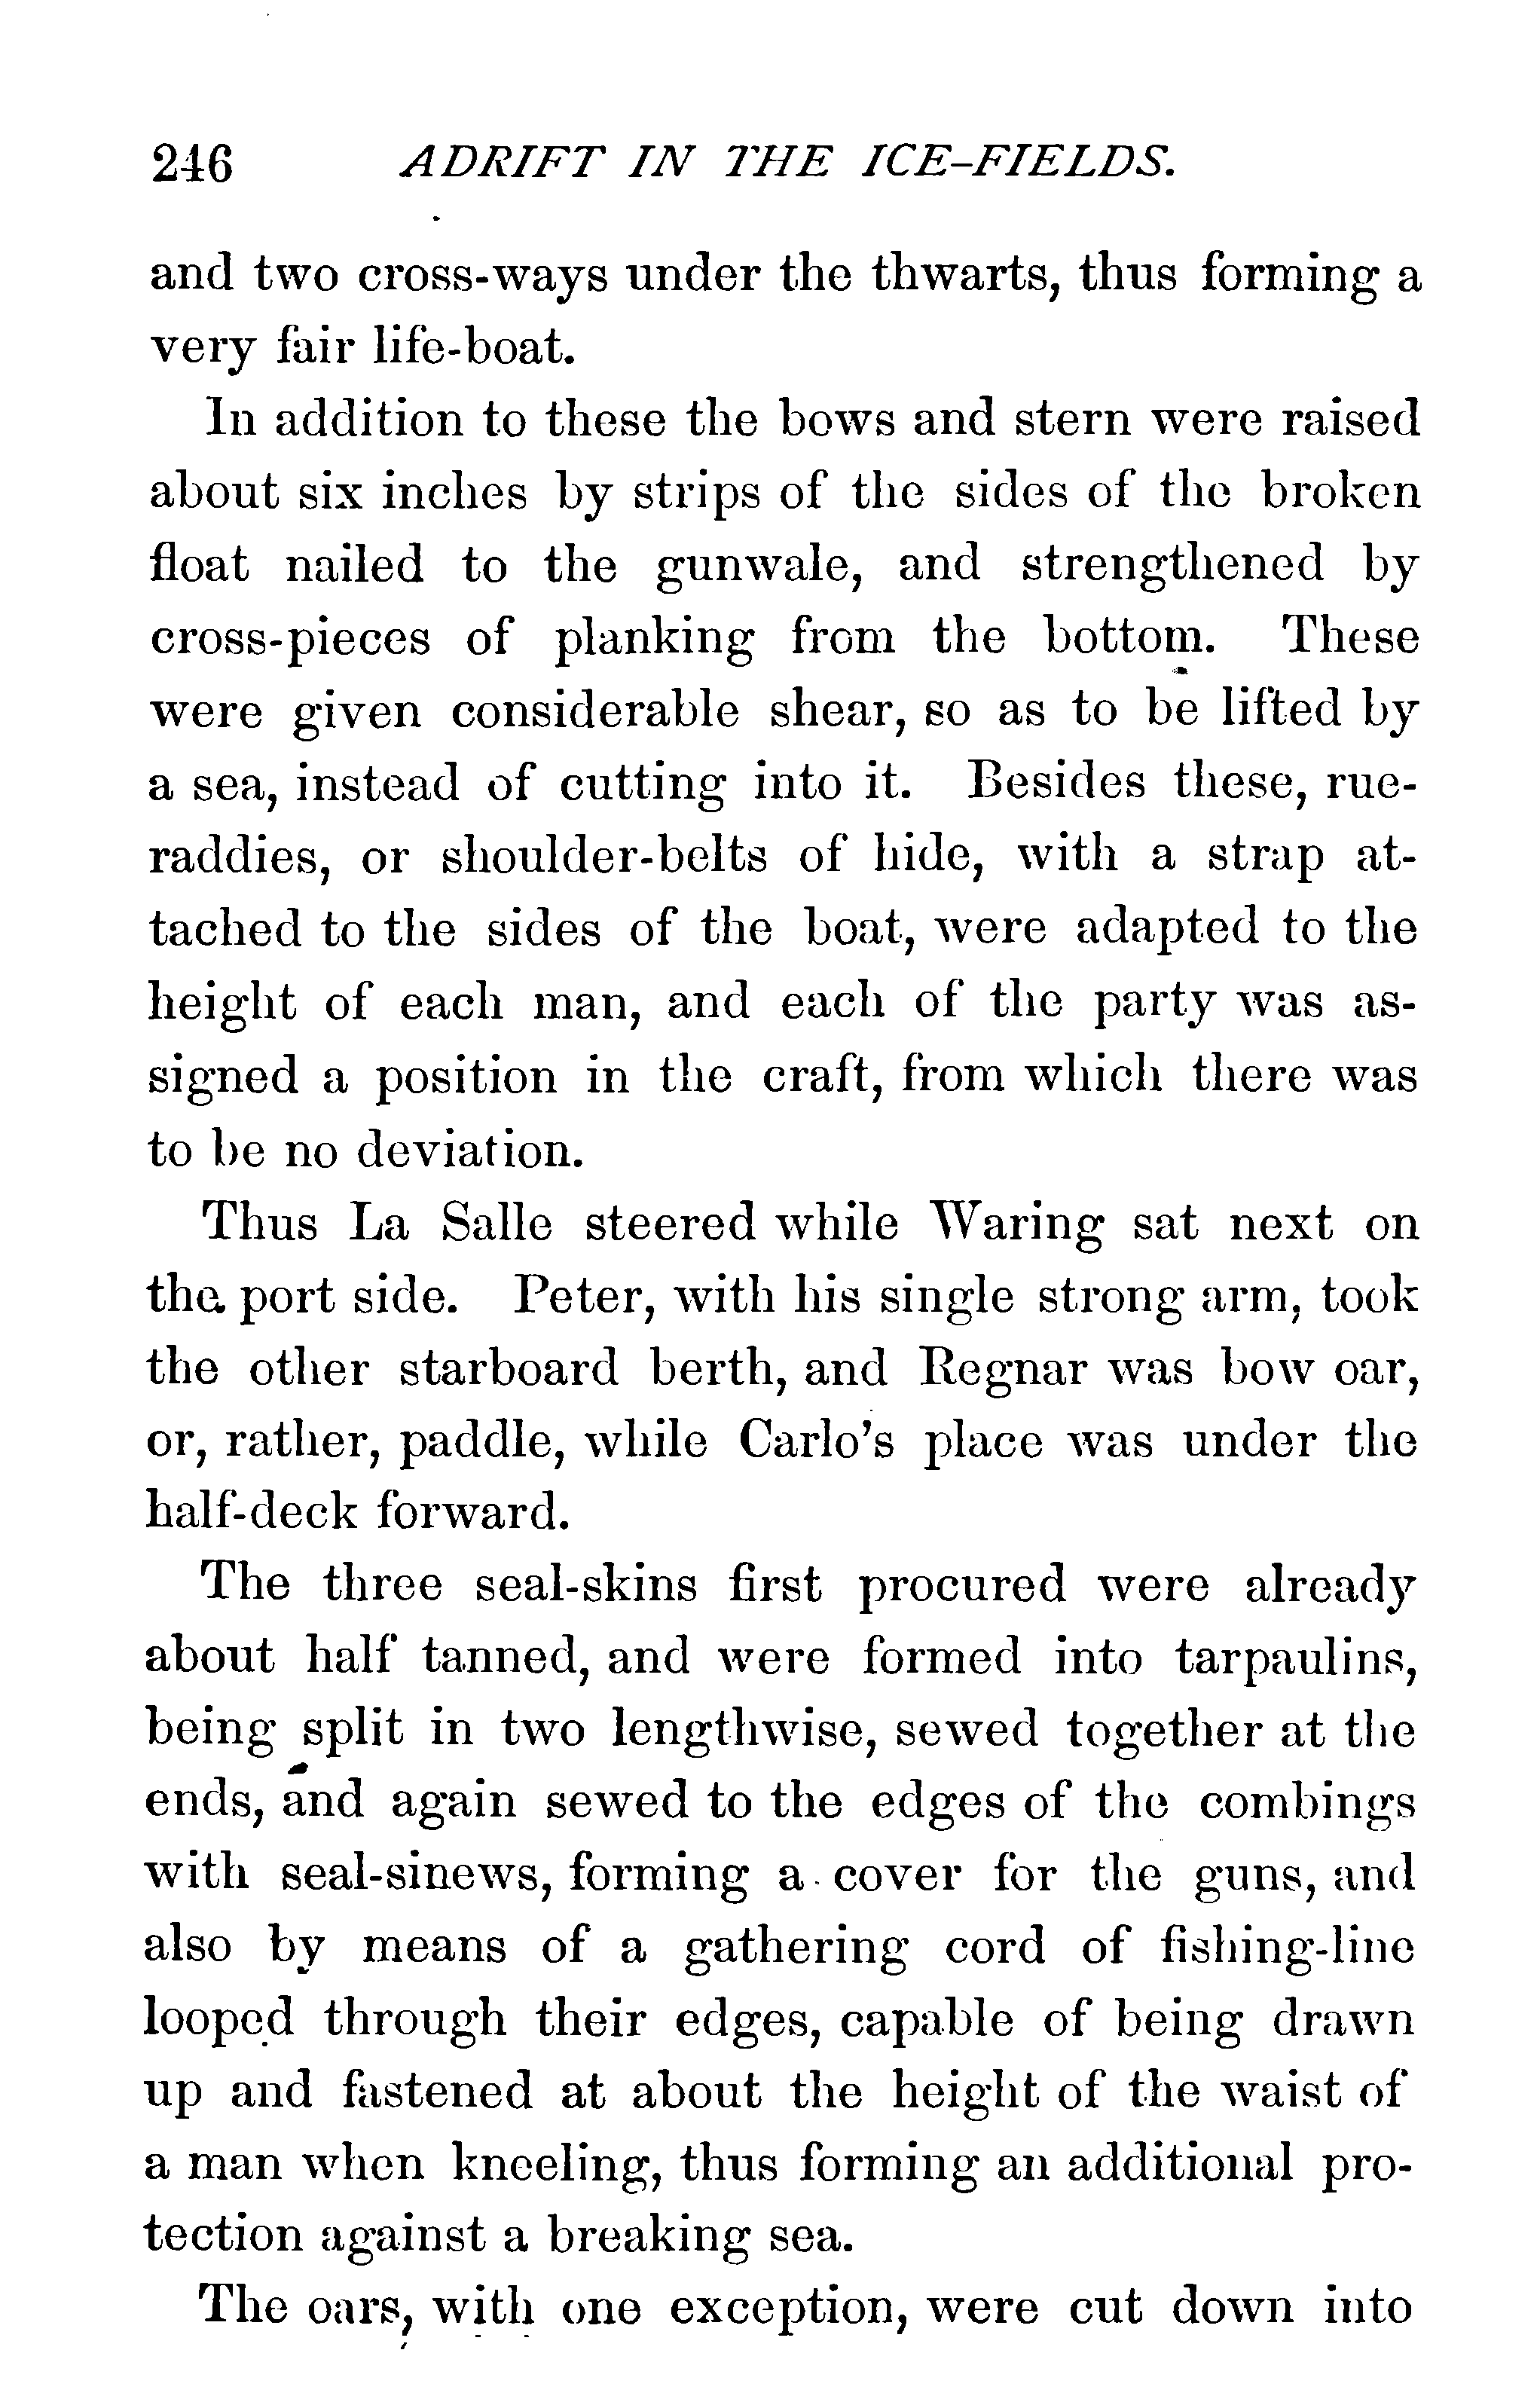 246 ADRIFT IN THE ICE-FIELDS.
and two cross-ways under the thwarts, thus forming a
very fair life-boat.
In addition to these the bows and stern were raised
about six inches by strips of the sides of the broken
float nailed to the gunwale, and strengthened by
cross-pieces of planking from the bottom. These
were given considerable shear, so as to be lifted by
a sea, instead of cutting into it. Besides these, rue-
raddies, or shoulder-belts of hide, with a strap at-
tached to the sides of the boat, were adapted to the
height of each man, and each of the party was as-
signed a position in the craft, from which there was
to be no deviation.
Thus La Salle steered while Waring sat next on
the port side. Peter, with his single strong arm, took
the other starboard berth, and Regnar was bow oar,
or, rather, paddle, while Carlo's place was under the
half-deck forward.
The three seal-skins first procured were already
about half tanned, and were formed into tarpaulins,
being split in two lengthwise, sewed together at the
ends, and again sewed to the edges of the combings
with seal-sinews, forming a cover for the guns, and
also by means of a gathering cord of fishing-line
looped through their edges, capable of being drawn
up and fastened at about the height of the waist of
a man when kneeling, thus forming an additional pro-
tection against a breaking sea.
The oars, with one exception, were cut down into